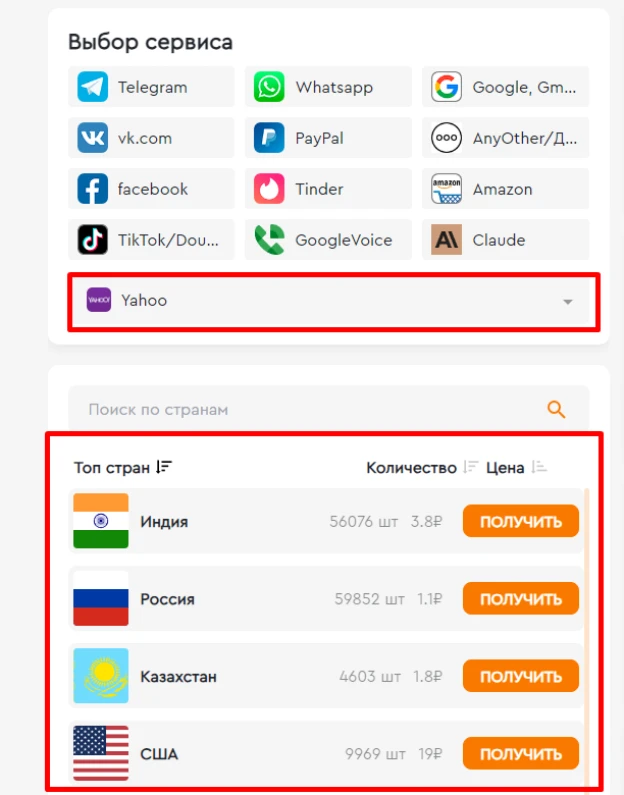 Выбор сервиса
Telegram Whatsapp Google, Gm...
vk.com PayPal AnyOther/Д...
facebook Tinder amazon Amazon
TikTok/Dou... GoogleVoice Claude
YAHOO! Yahoo
Поиск по странам
Топ стран Количество Цена
Индия 56076 шт 3.8₽ ПОЛУЧИТЬ
Россия 59852 шт 1.1₽ ПОЛУЧИТЬ
Казахстан 4603 шт 1.8₽ ПОЛУЧИТЬ
США 9969 шт 19₽ ПОЛУЧИТЬ